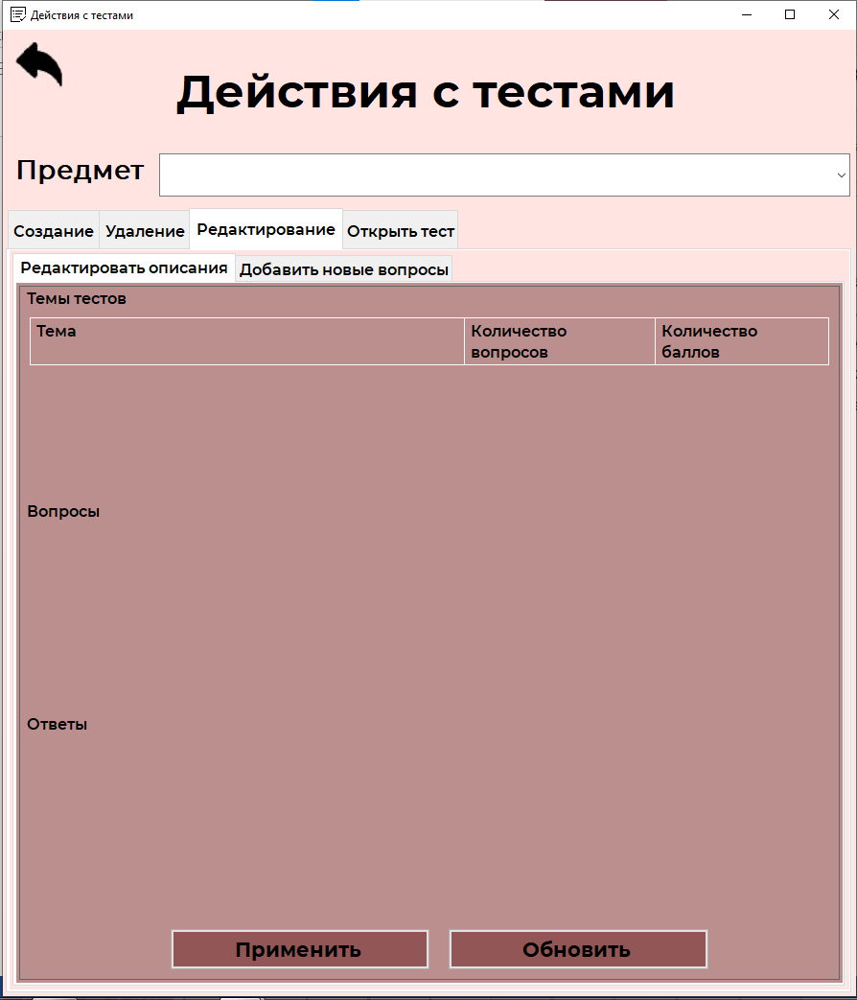 Действия с тестами
Действия с тестами
Предмет
Создание Удаление Редактирование Открыть тест
Редактировать описания Добавить новые вопросы
Темы тестов
Тема Количество вопросов Количество баллов
Вопросы
Ответы
Применить Обновить